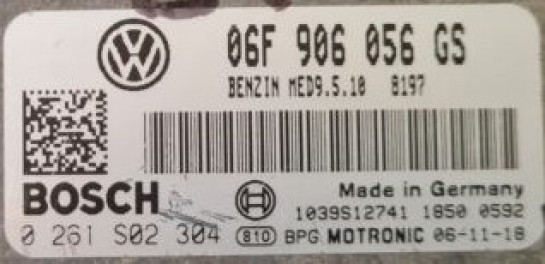 06F 906 056 GS
BENZIN MED9.5.10 8197
BOSCH
Made in Germany
1039S12741 1850 0592
0 261 S02 304 810 BPG MOTRONIC 06-11-18